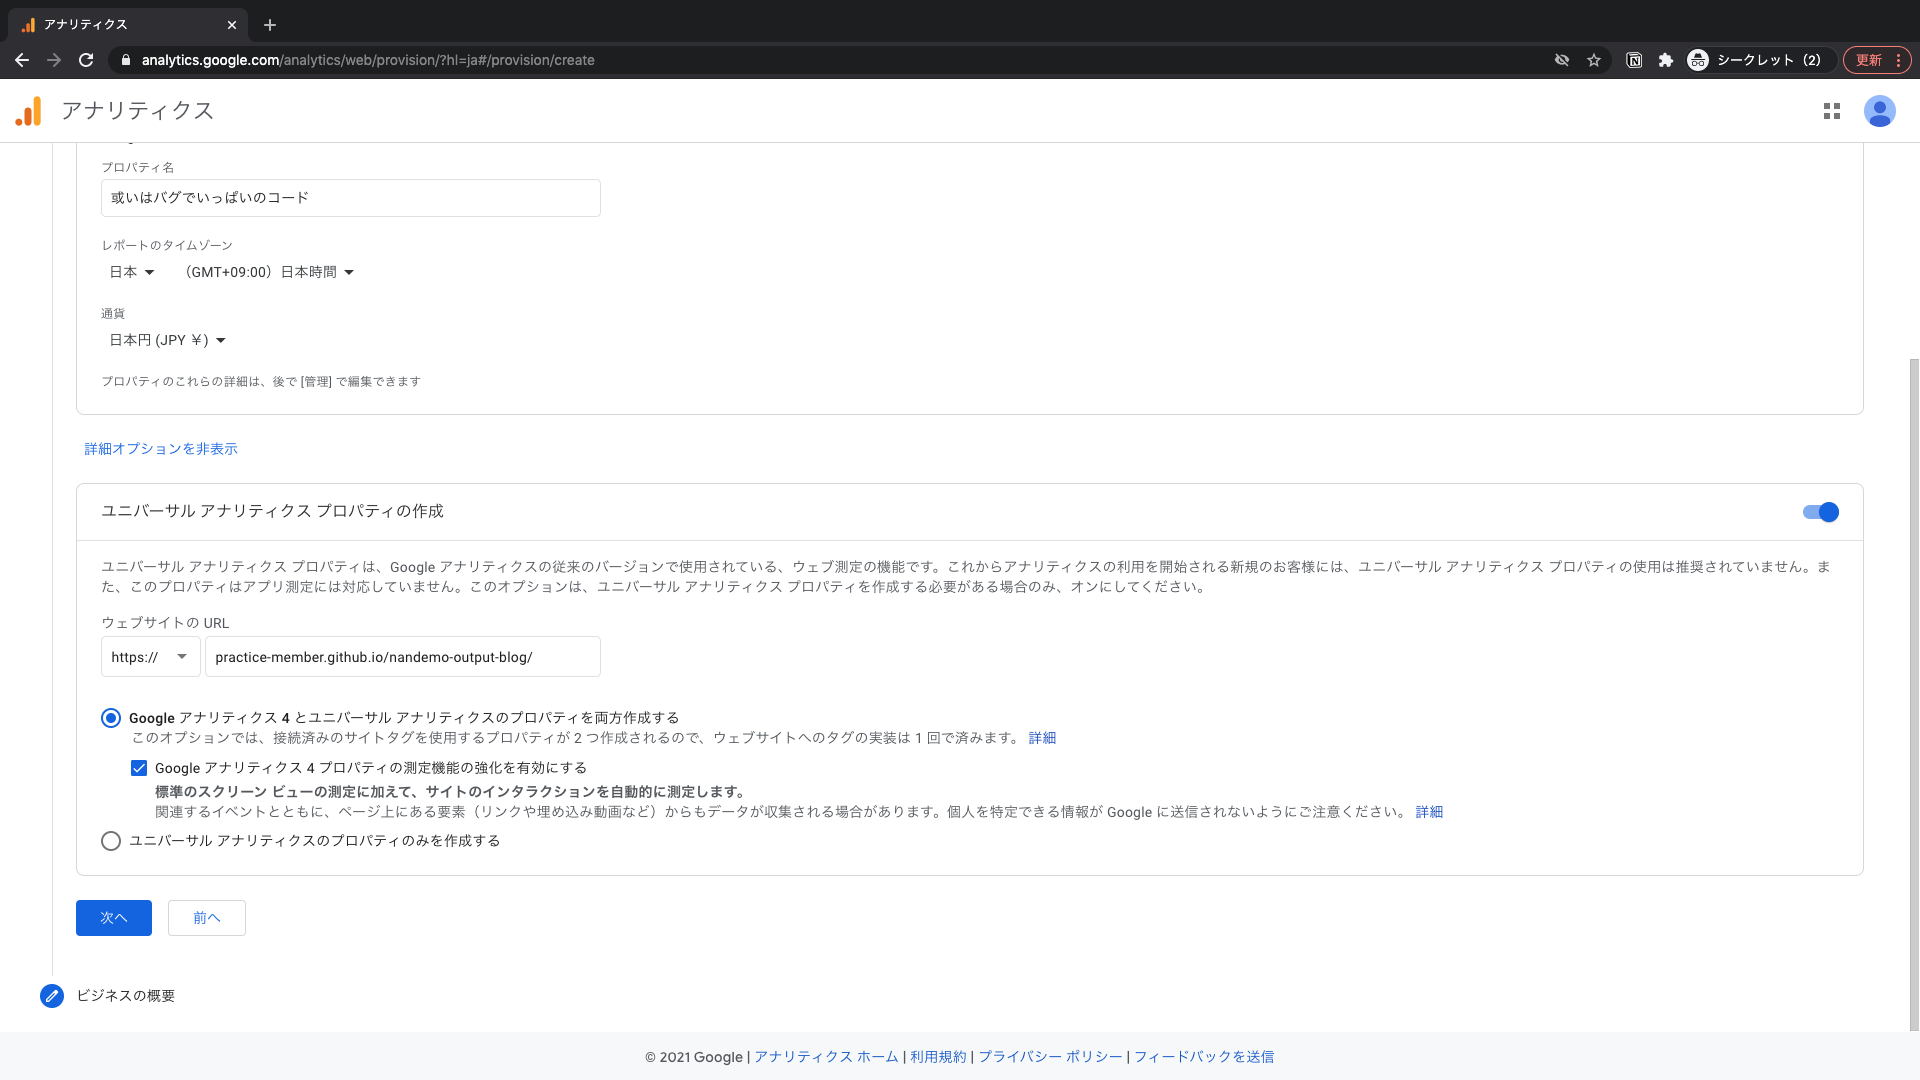 アナリティクス
analytics.google.com/analytics/web/provision/?hl=ja#/provision/create
シークレット（2）
更新
アナリティクス
プロパティ名
或いはバグでいっぱいのコード
レポートのタイムゾーン
日本 （GMT+09:00）日本時間
通貨
日本円 (JPY ￥)
プロパティのこれらの詳細は、後で [管理] で編集できます
詳細オプションを非表示
ユニバーサル アナリティクス プロパティの作成
ユニバーサル アナリティクス プロパティは、Google アナリティクスの従来のバージョンで使用されている、ウェブ測定の機能です。これからアナリティクスの利用を開始される新規のお客様には、ユニバーサル アナリティクス プロパティの使用は推奨されていません。ま
た、このプロパティはアプリ測定には対応していません。このオプションは、ユニバーサル アナリティクス プロパティを作成する必要がある場合のみ、オンにしてください。
ウェブサイトの URL
https:// practice-member.github.io/nandemo-output-blog/
Google アナリティクス 4 とユニバーサル アナリティクスのプロパティを両方作成する
このオプションでは、接続済みのサイトタグを使用するプロパティが 2 つ作成されるので、ウェブサイトへのタグの実装は 1 回で済みます。 詳細
Google アナリティクス 4 プロパティの測定機能の強化を有効にする
標準のスクリーン ビューの測定に加えて、サイトのインタラクションを自動的に測定します。
関連するイベントとともに、ページ上にある要素（リンクや埋め込み動画など）からもデータが収集される場合があります。個人を特定できる情報が Google に送信されないようにご注意ください。 詳細
ユニバーサル アナリティクスのプロパティのみを作成する
次へ 前へ
ビジネスの概要
© 2021 Google | アナリティクス ホーム | 利用規約 | プライバシー ポリシー | フィードバックを送信